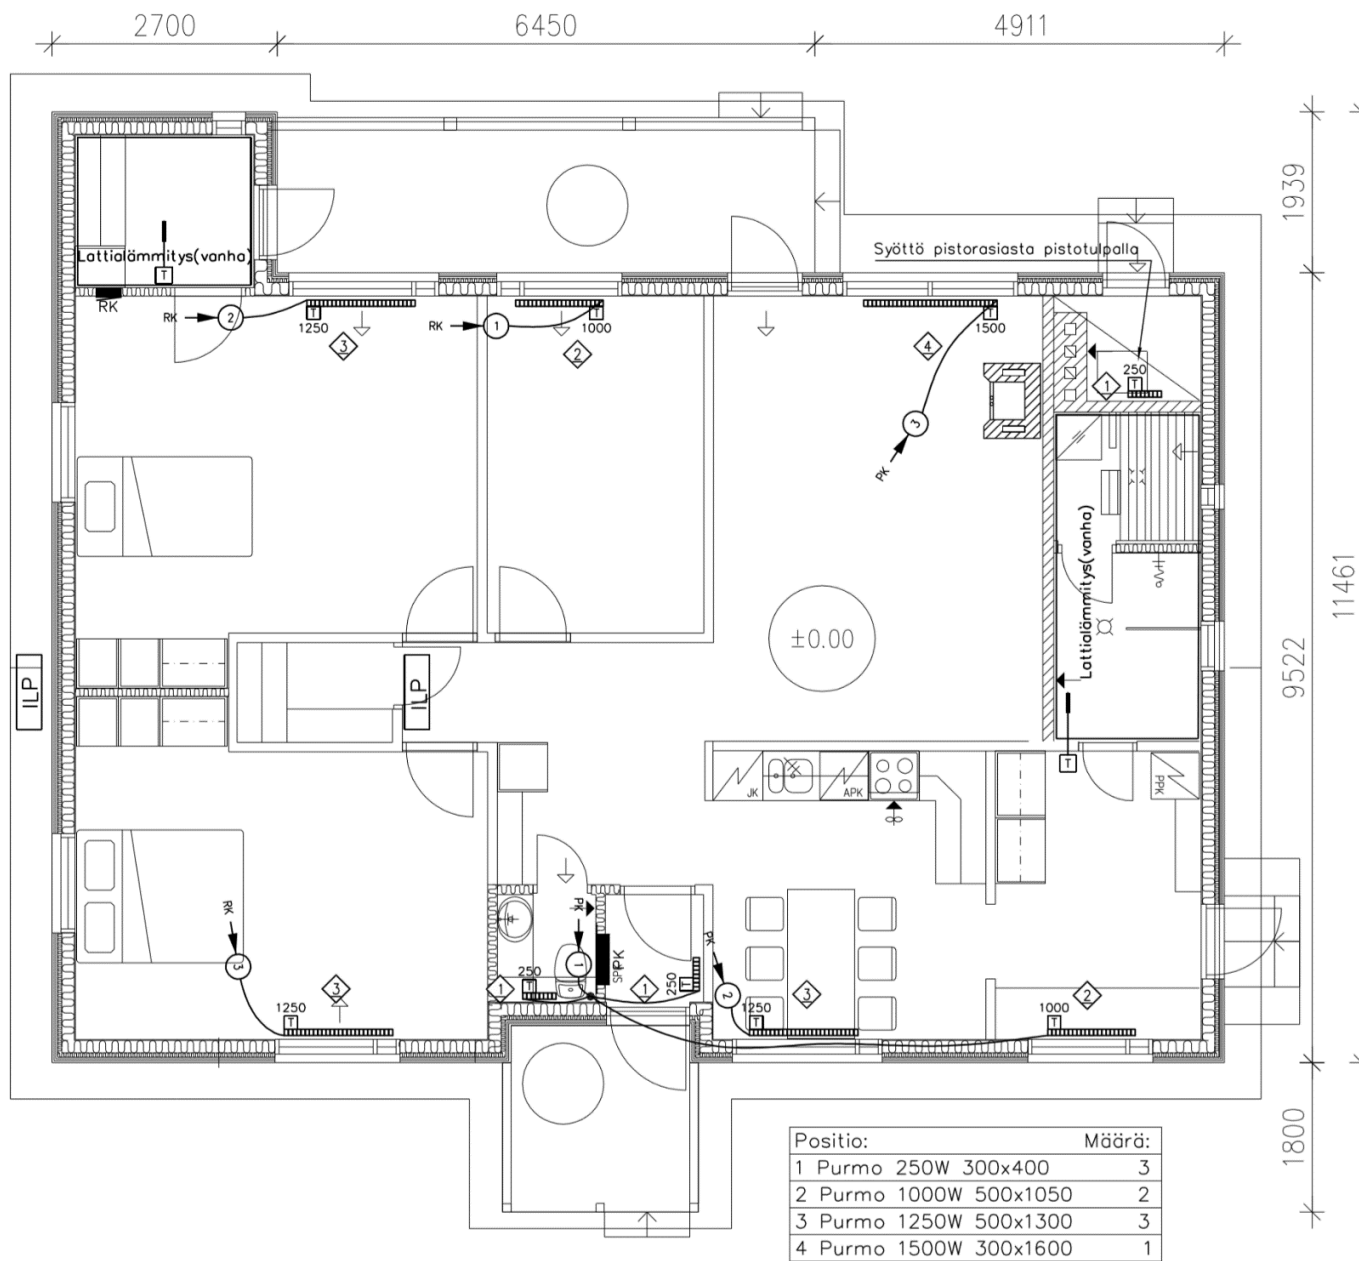 2700 6450 4911
1939
Syöttö pistorasiasta pistotulpalla
Lattialämmitys(vanha)
T
RK
RK 2
T
1250
3
RK 1
T
1000
2
T
1500
4
3
PK
250
T
1
11461
Lattialämmitys(vanha)
±0.00
9522
ILP
ILP
T
JK
APK
PPK
RK
3
1250
T
3
PK
1
SPK
PK
250
T
1
250
T
1
PK
2
1250
T
3
1000
T
2
1800
Positio: Määrä:
1 Purmo 250W 300x400 3
2 Purmo 1000W 500x1050 2
3 Purmo 1250W 500x1300 3
4 Purmo 1500W 300x1600 1